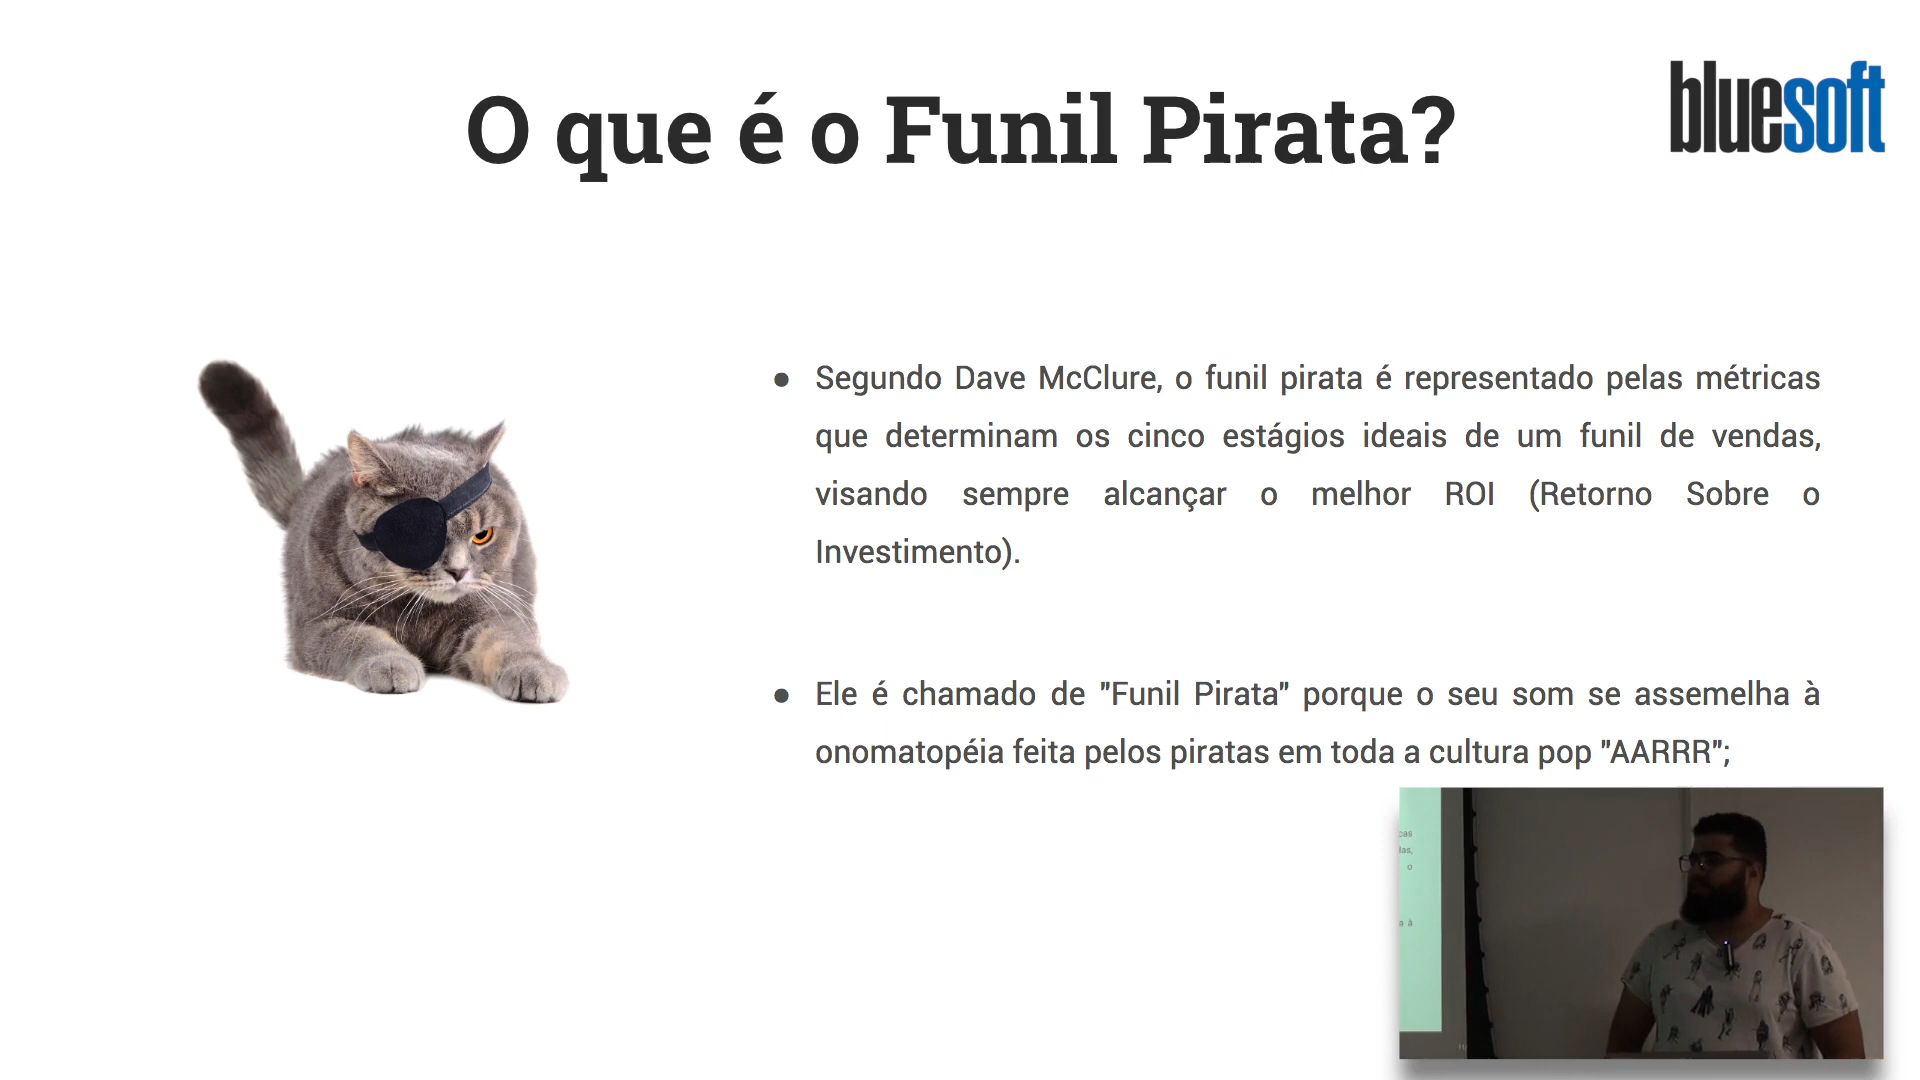 O que é o Funil Pirata?
bluesoft
● Segundo Dave McClure, o funil pirata é representado pelas métricas
que determinam os cinco estágios ideais de um funil de vendas,
visando sempre alcançar o melhor ROI (Retorno Sobre o
Investimento).
● Ele é chamado de "Funil Pirata" porque o seu som se assemelha à
onomatopéia feita pelos piratas em toda a cultura pop "AARRR";
cas
las,
o
a à